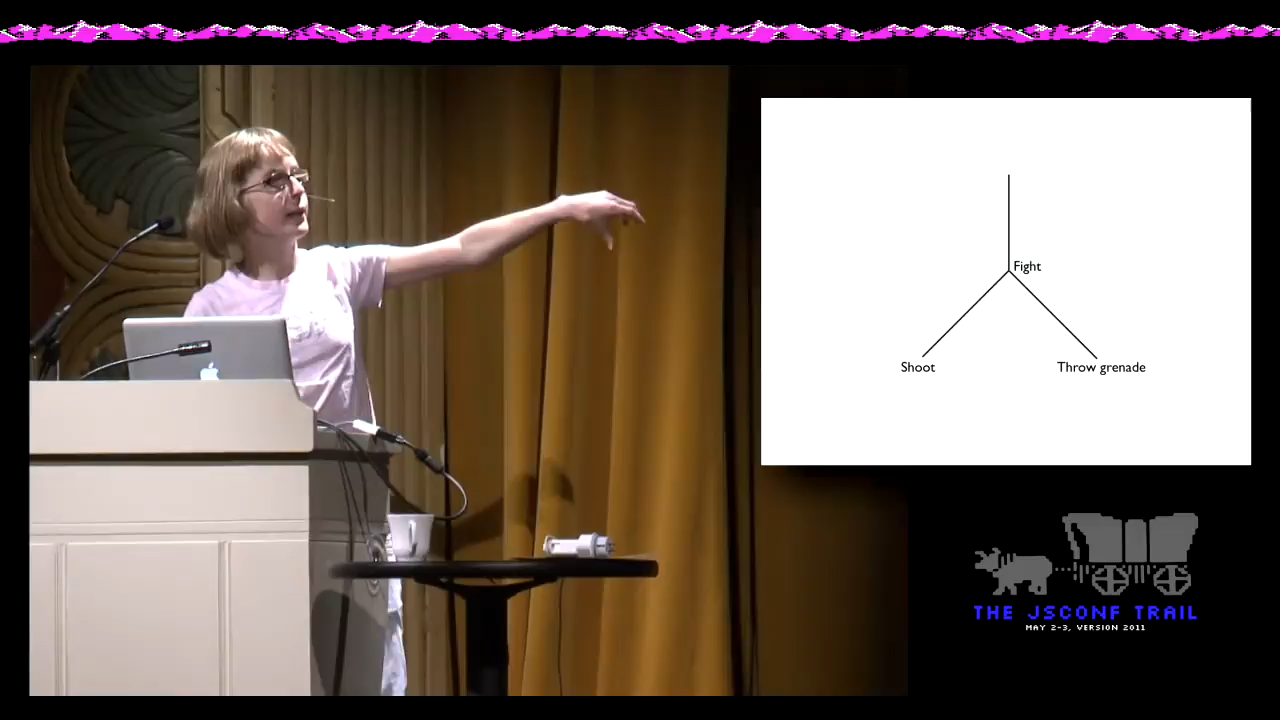 Fight
Shoot
Throw grenade
THE JSCONF TRAIL
MAY 2-3, VERSION 2011